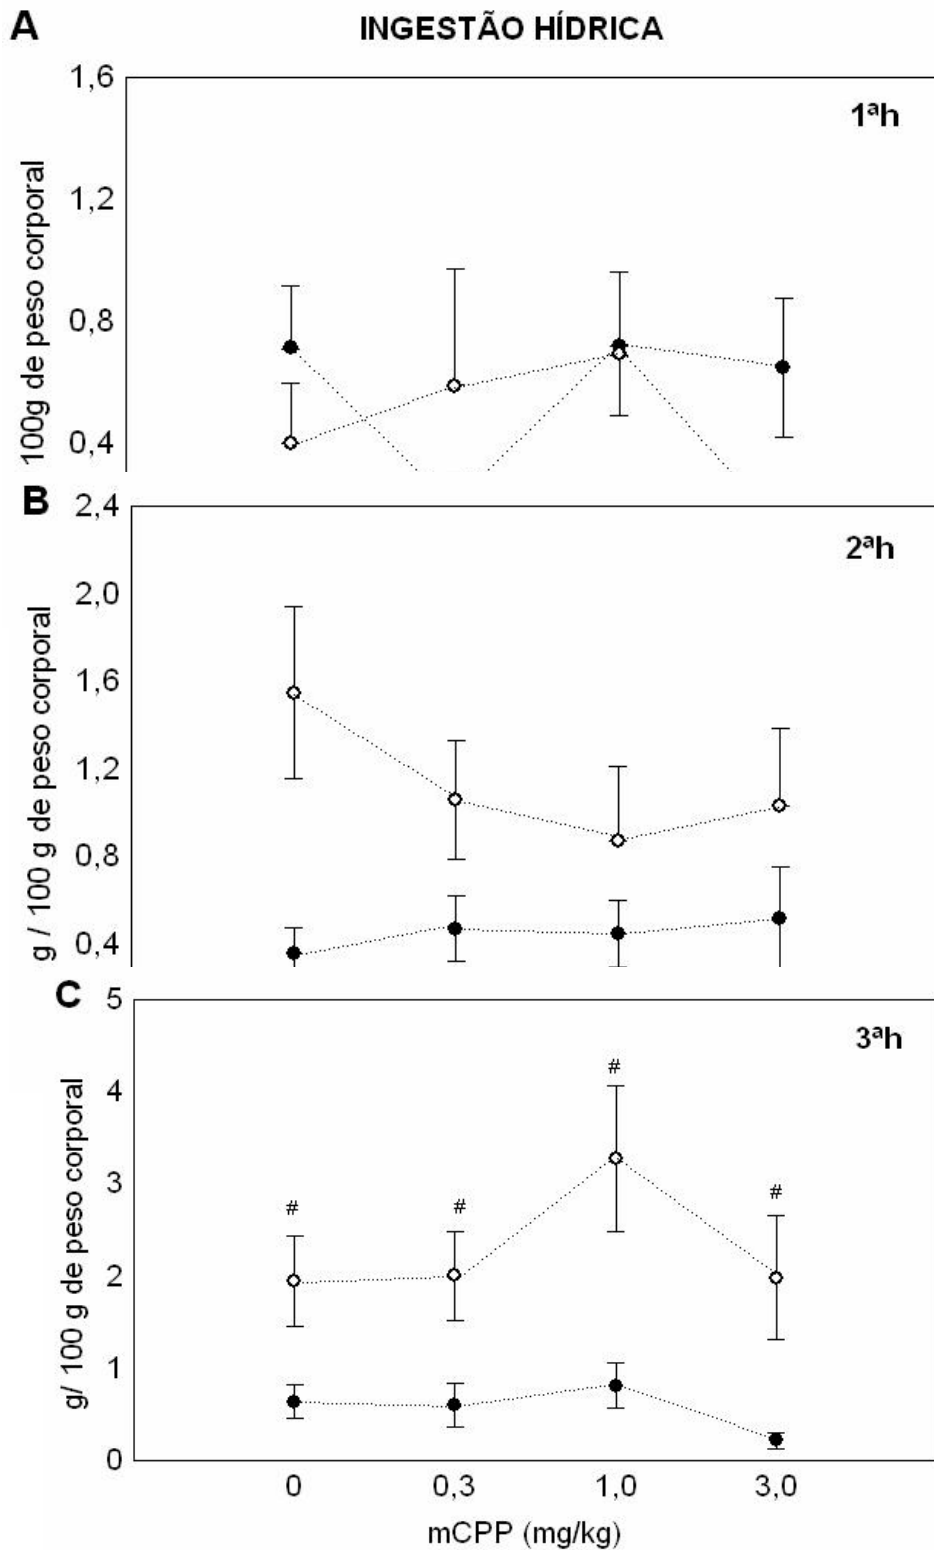 A
INGESTÃO HÍDRICA
1,6
1ªh
1,2
0,8
0,4
100g de peso corporal
B
2,4
2ªh
2,0
1,6
1,2
0,8
0,4
g / 100 g de peso corporal
C
5
3ªh
4
3
2
1
0
g/ 100 g de peso corporal
#
#
#
#
0 0,3 1,0 3,0
mCPP (mg/kg)